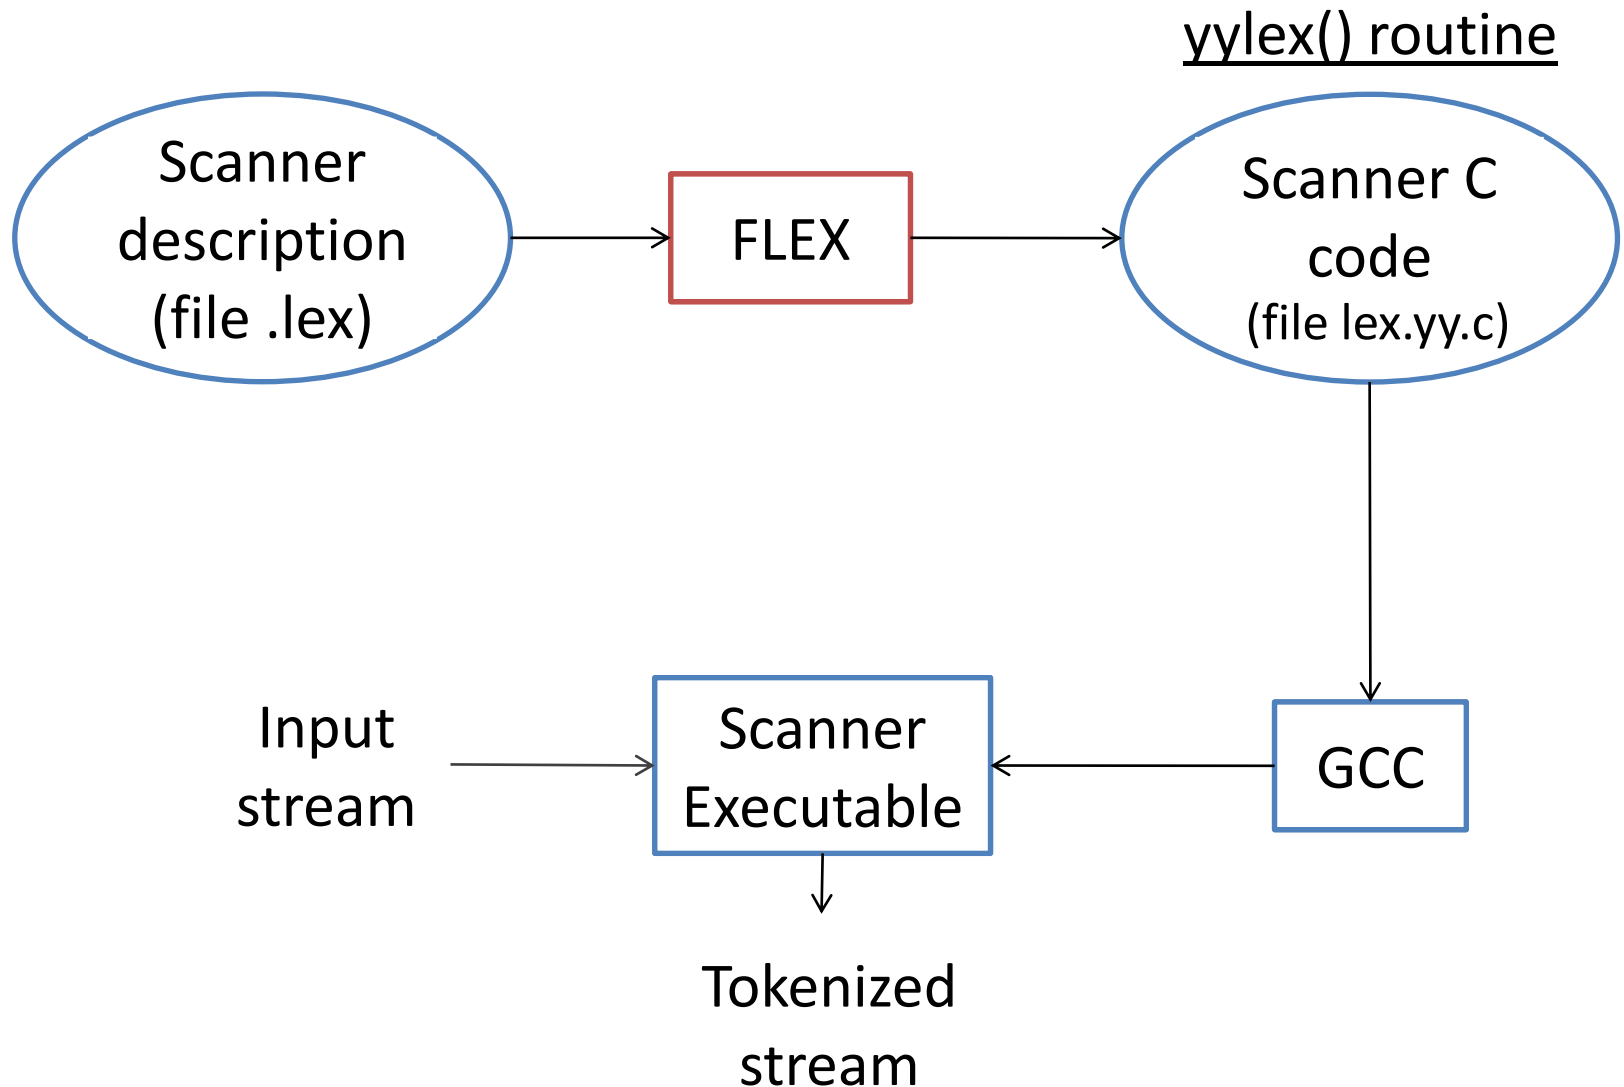 yylex() routine
Scanner
description
(file .lex)
FLEX
Scanner C
code
(file lex.yy.c)
Input
stream
Scanner
Executable
GCC
Tokenized
stream